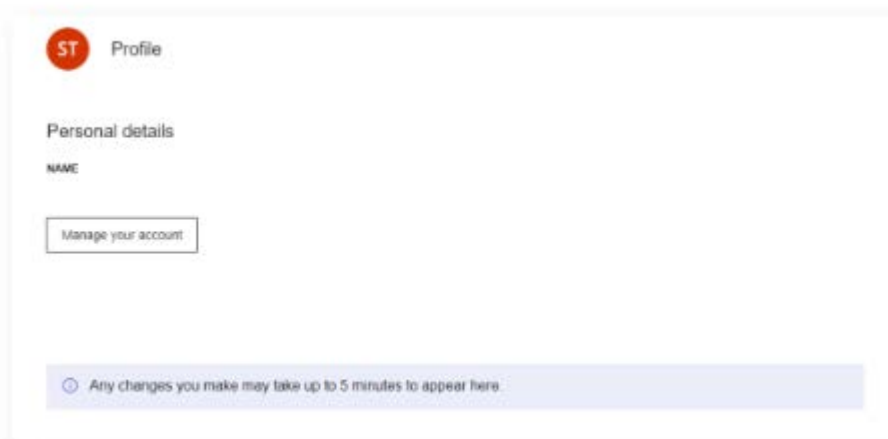 ST Profile
Personal details
NAME
Manage your account
Any changes you make may take up to 5 minutes to appear here